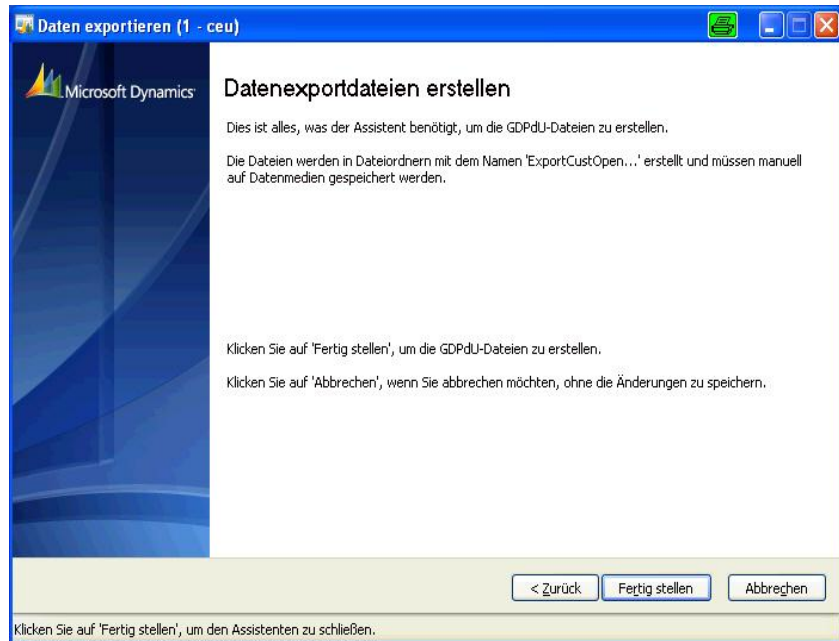 Daten exportieren (1 - ceu)
Microsoft Dynamics
Datenexportdateien erstellen
Dies ist alles, was der Assistent benötigt, um die GDPdU-Dateien zu erstellen.
Die Dateien werden in Dateiordnern mit dem Namen 'ExportCustOpen...' erstellt und müssen manuell
auf Datenmedien gespeichert werden.
Klicken Sie auf 'Fertig stellen', um die GDPdU-Dateien zu erstellen.
Klicken Sie auf 'Abbrechen', wenn Sie abbrechen möchten, ohne die Änderungen zu speichern.
< Zurück Fertig stellen Abbrechen
Klicken Sie auf 'Fertig stellen', um den Assistenten zu schließen.